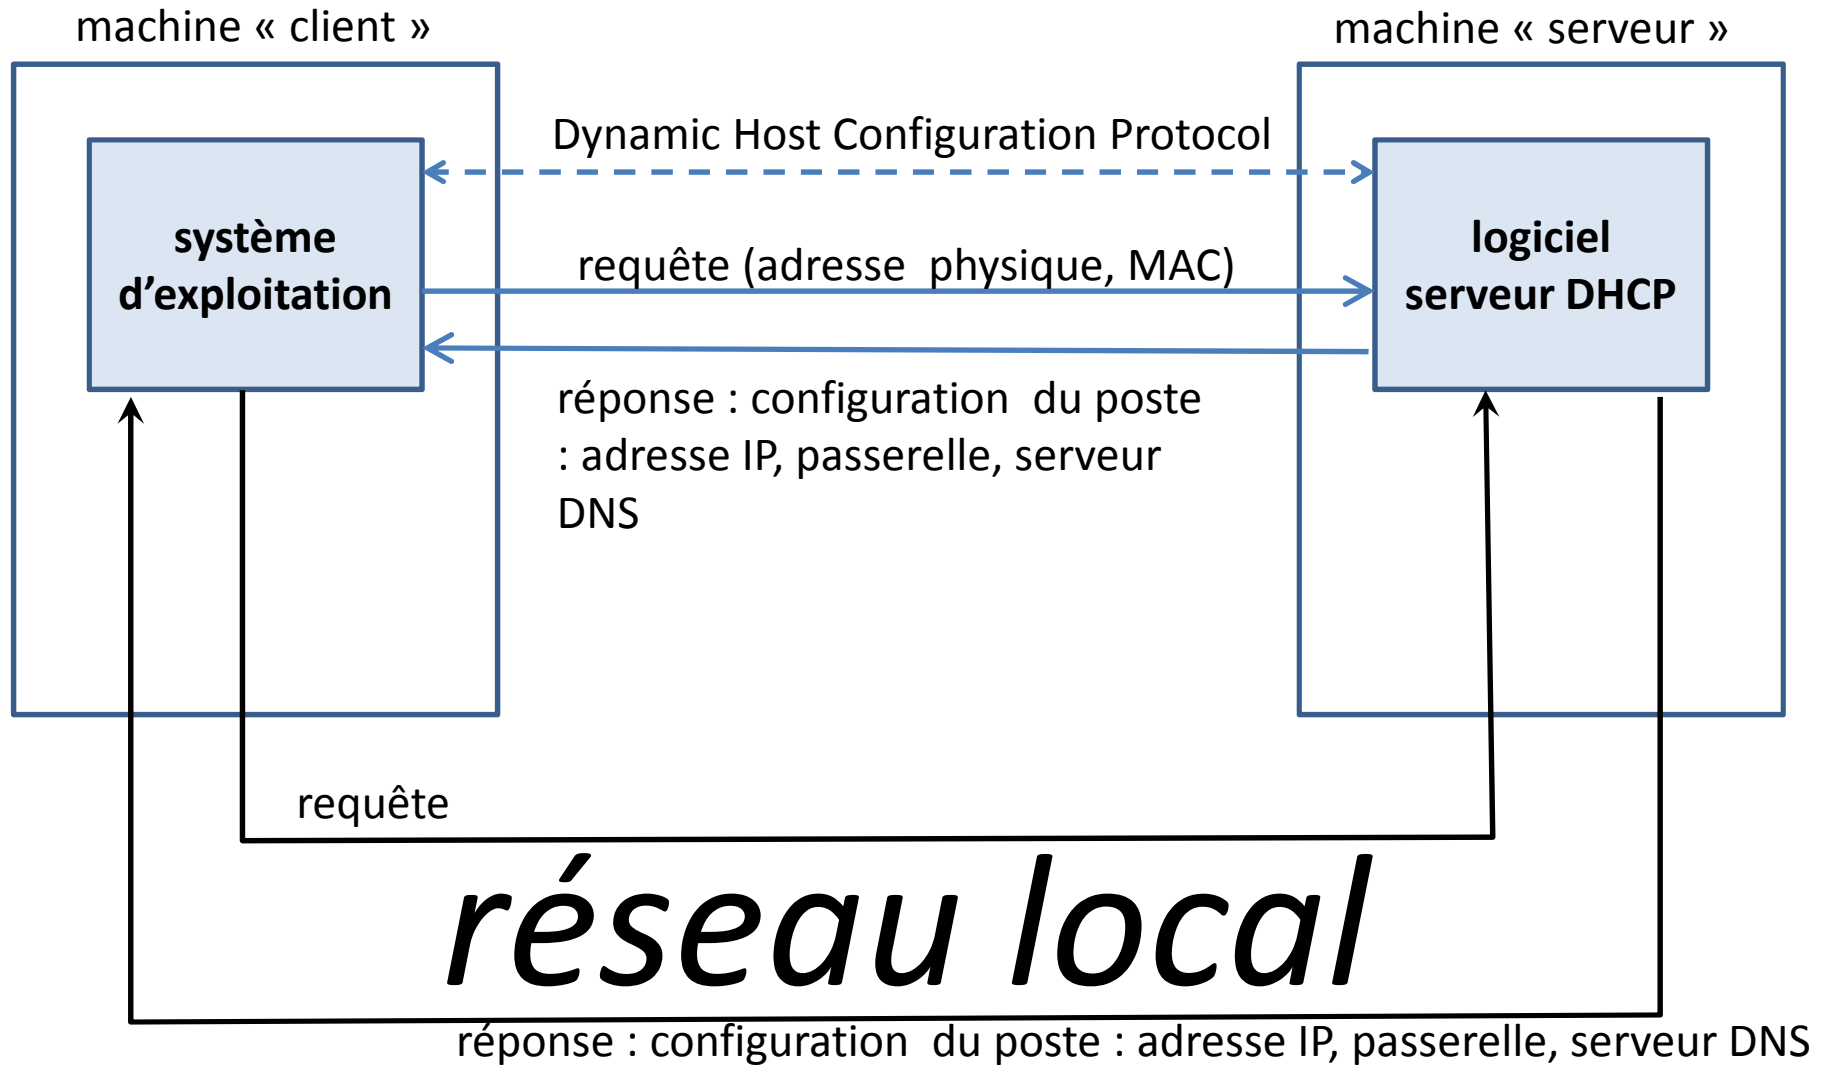 machine « client »
machine « serveur »
Dynamic Host Configuration Protocol
système
d’exploitation
logiciel
serveur DHCP
requête (adresse  physique, MAC)
réponse : configuration  du poste
: adresse IP, passerelle, serveur
DNS
requête
réseau local
réponse : configuration  du poste : adresse IP, passerelle, serveur DNS